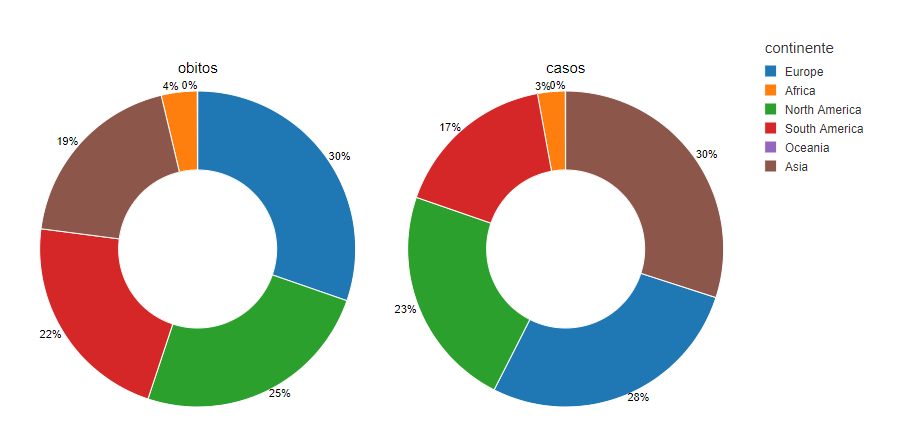 continente
Europe
Africa
North America
South America
Oceania
Asia
obitos
4% 0%
30%
19%
22%
25%
casos
3%0%
17%
30%
23%
28%